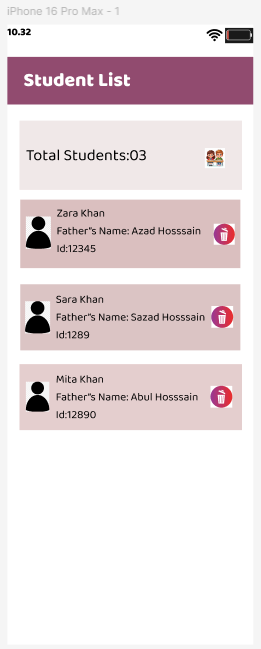 iPhone 16 Pro Max - 1
10.32
Student List
Total Students:03
Zara Khan
Father"s Name: Azad Hosssain
Id:12345
Sara Khan
Father"s Name: Sazad Hosssain
Id:1289
Mita Khan
Father"s Name: Abul Hosssain
Id:12890